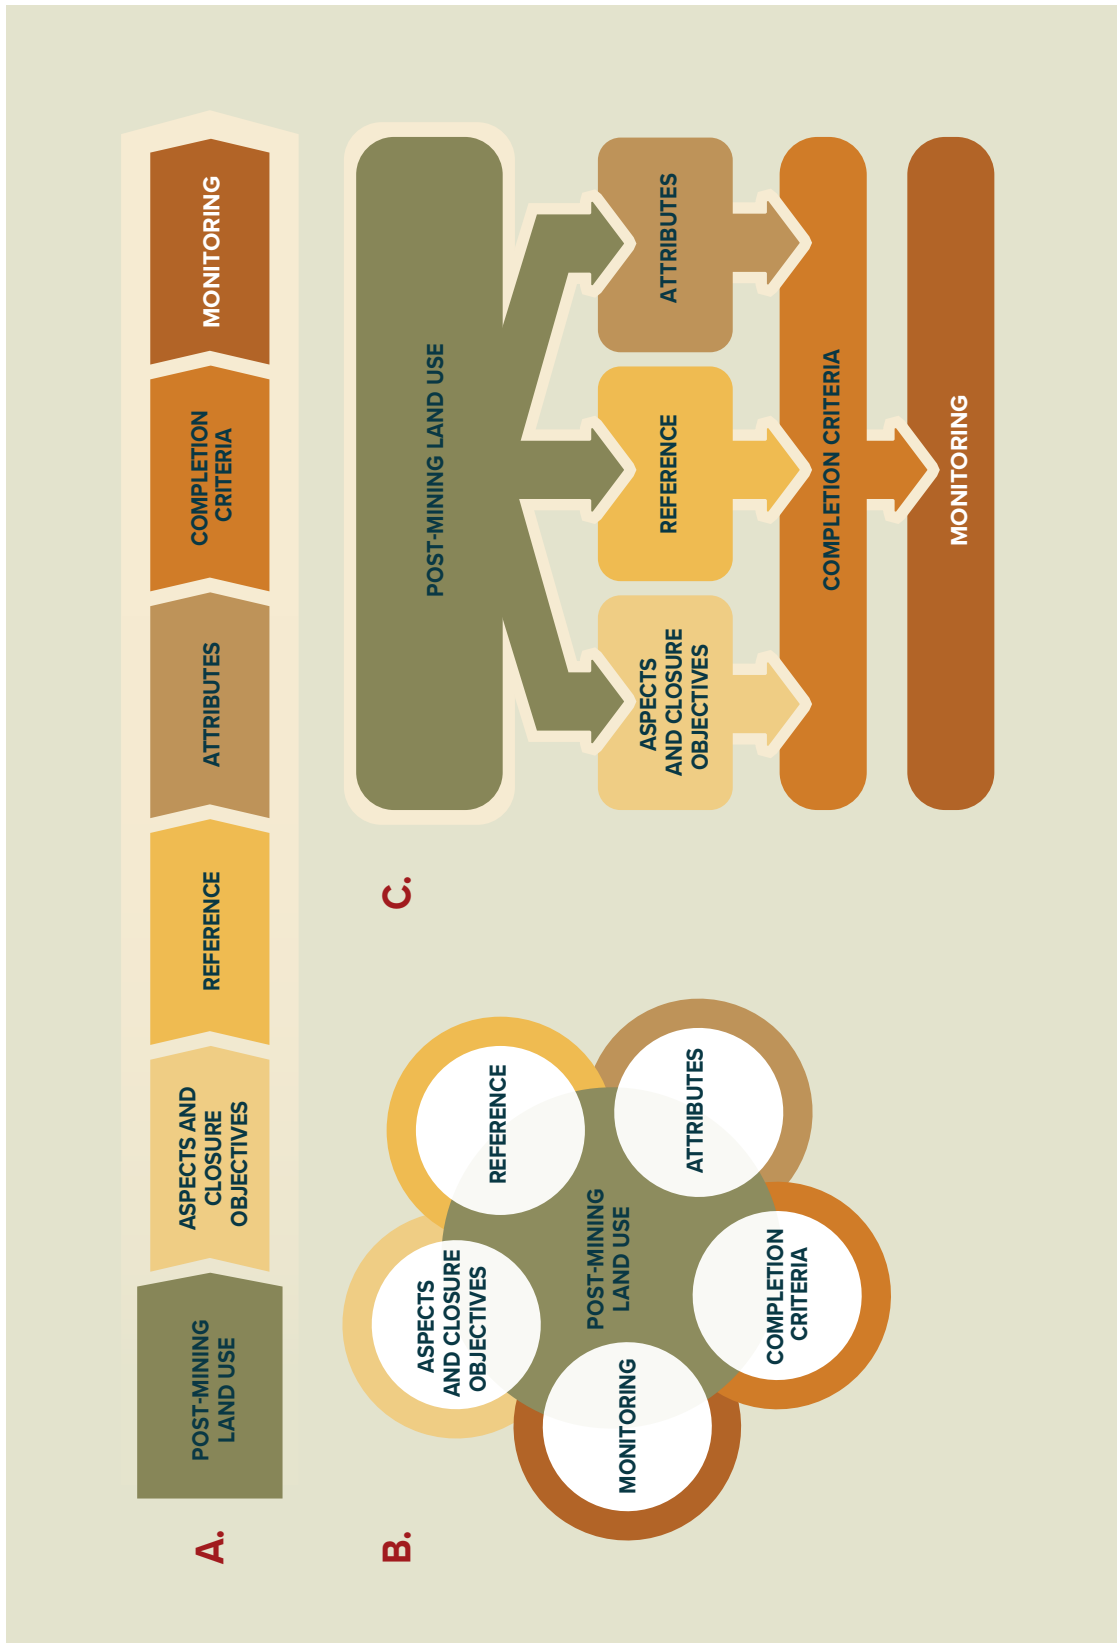 A.
POST-MINING
LAND USE
ASPECTS AND
CLOSURE
OBJECTIVES
REFERENCE
ATTRIBUTES
COMPLETION
CRITERIA
MONITORING
B.
ASPECTS
AND CLOSURE
OBJECTIVES
REFERENCE
POST-MINING
LAND USE
MONITORING
ATTRIBUTES
COMPLETION
CRITERIA
C.
POST-MINING LAND USE
ASPECTS
AND CLOSURE
OBJECTIVES
REFERENCE
ATTRIBUTES
COMPLETION CRITERIA
MONITORING